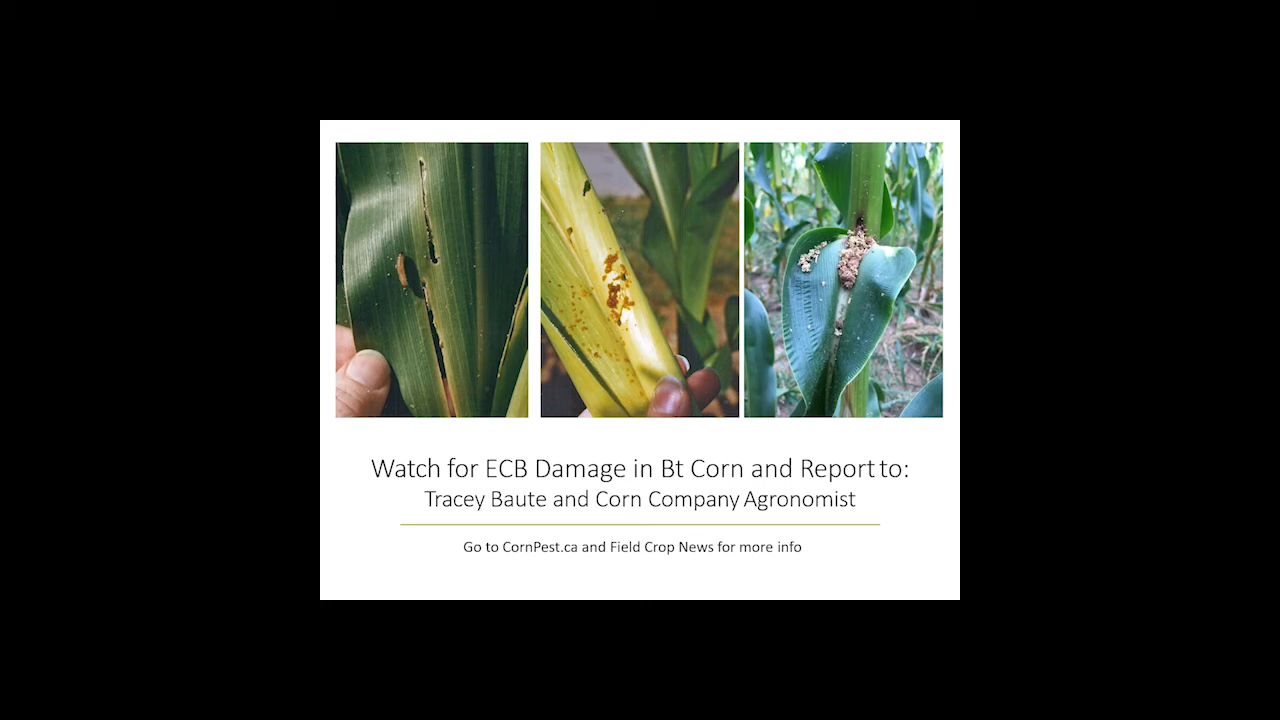 Watch for ECB Damage in Bt Corn and Report to:
Tracey Baute and Corn Company Agronomist
Go to CornPest.ca and Field Crop News for more info